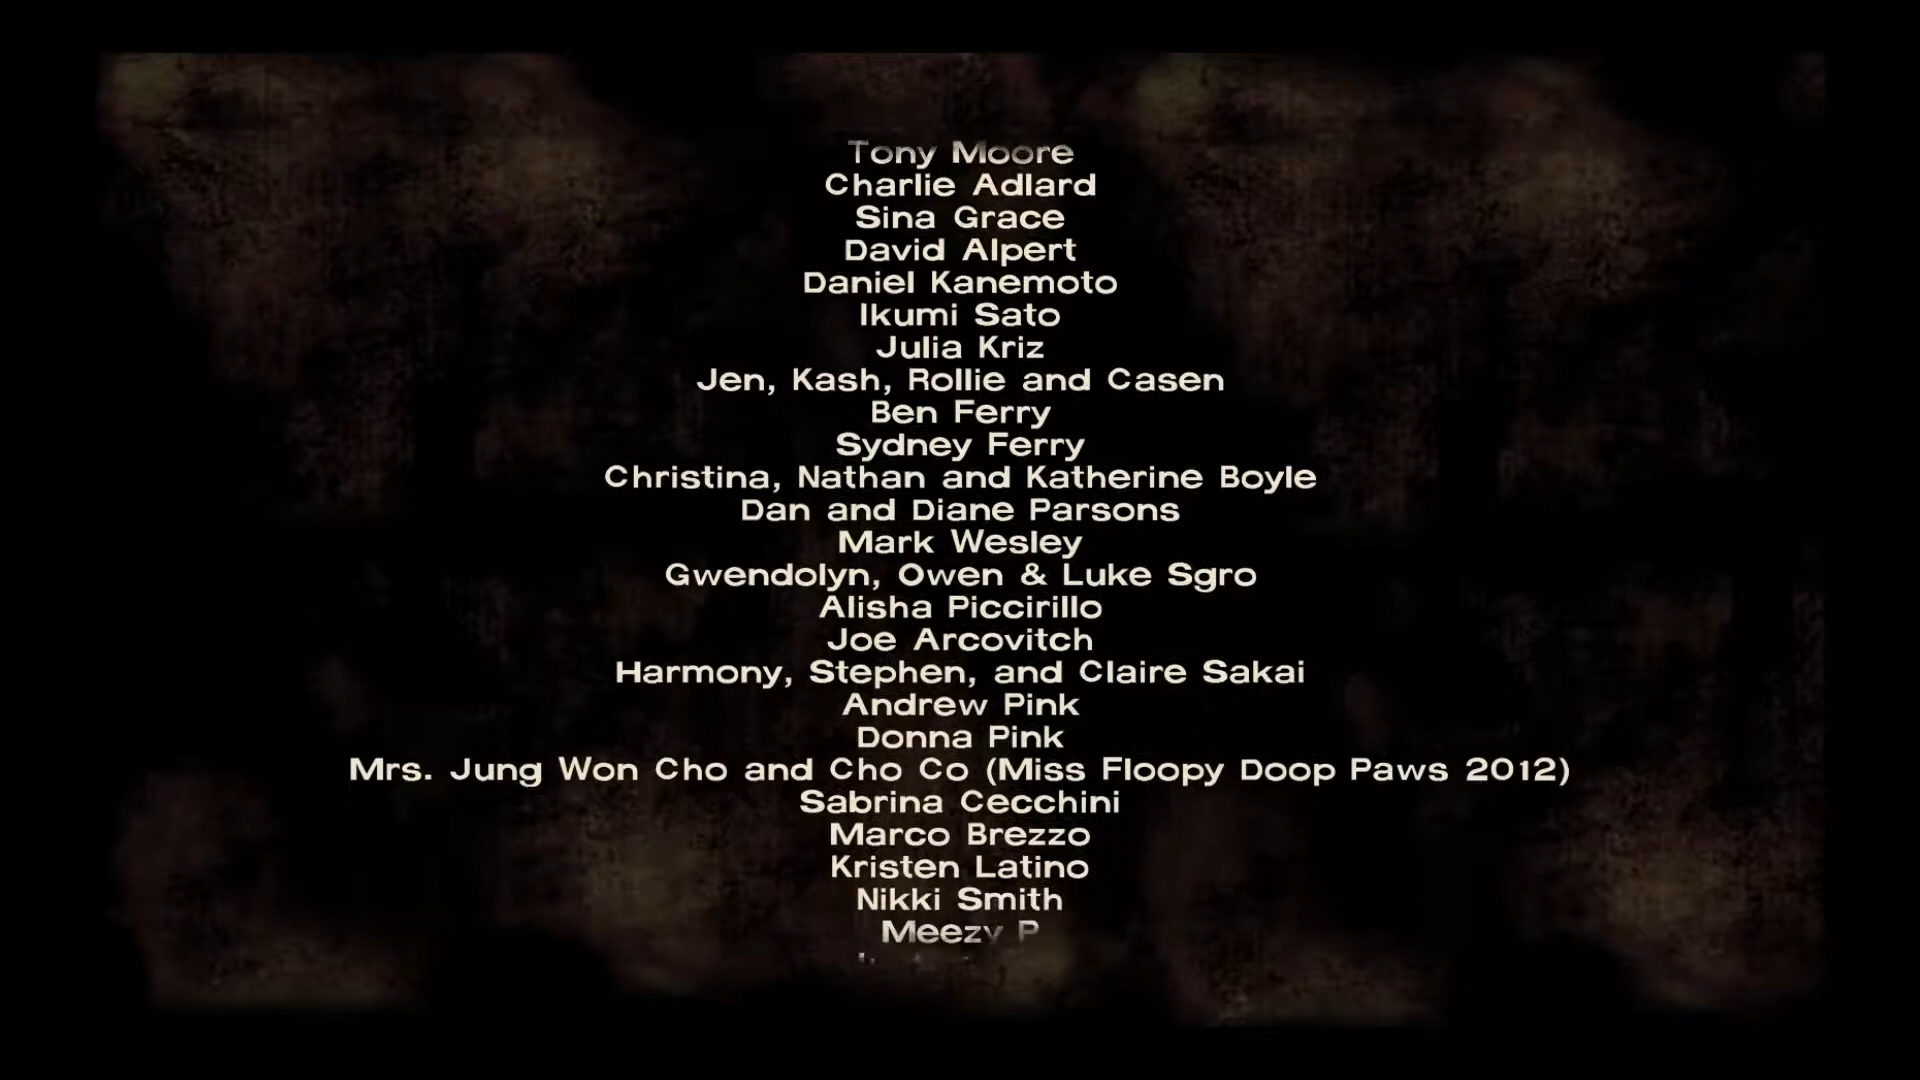 Tony Moore
Charlie Adlard
Sina Grace
David Alpert
Daniel Kanemoto
Ikumi Sato
Julia Kriz
Jen, Kash, Rollie and Casen
Ben Ferry
Sydney Ferry
Christina, Nathan and Katherine Boyle
Dan and Diane Parsons
Mark Wesley
Gwendolyn, Owen & Luke Sgro
Alisha Piccirillo
Joe Arcovitch
Harmony, Stephen, and Claire Sakai
Andrew Pink
Donna Pink
Mrs. Jung Won Cho and Cho Co (Miss Floopy Doop Paws 2012)
Sabrina Cecchini
Marco Brezzo
Kristen Latino
Nikki Smith
Meezy P